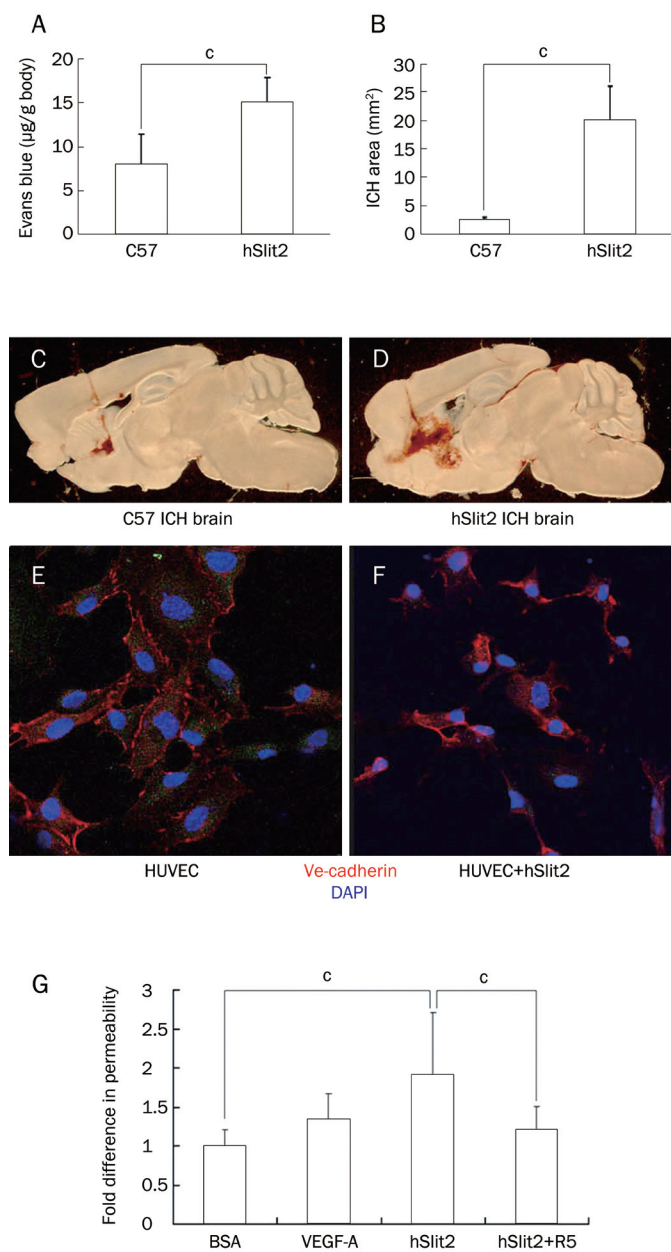 A
c
Evans blue (µg/g body)
20
15
10
5
0
C57
hSlit2
B
c
ICH area (mm²)
30
25
20
15
10
5
0
C57
hSlit2
C
D
C57 ICH brain
hSlit2 ICH brain
E
F
HUVEC
Ve-cadherin
DAPI
HUVEC+hSlit2
G
c
c
Fold difference in permeability
3
2.5
2
1.5
1
0.5
0
BSA
VEGF-A
hSlit2
hSlit2+R5